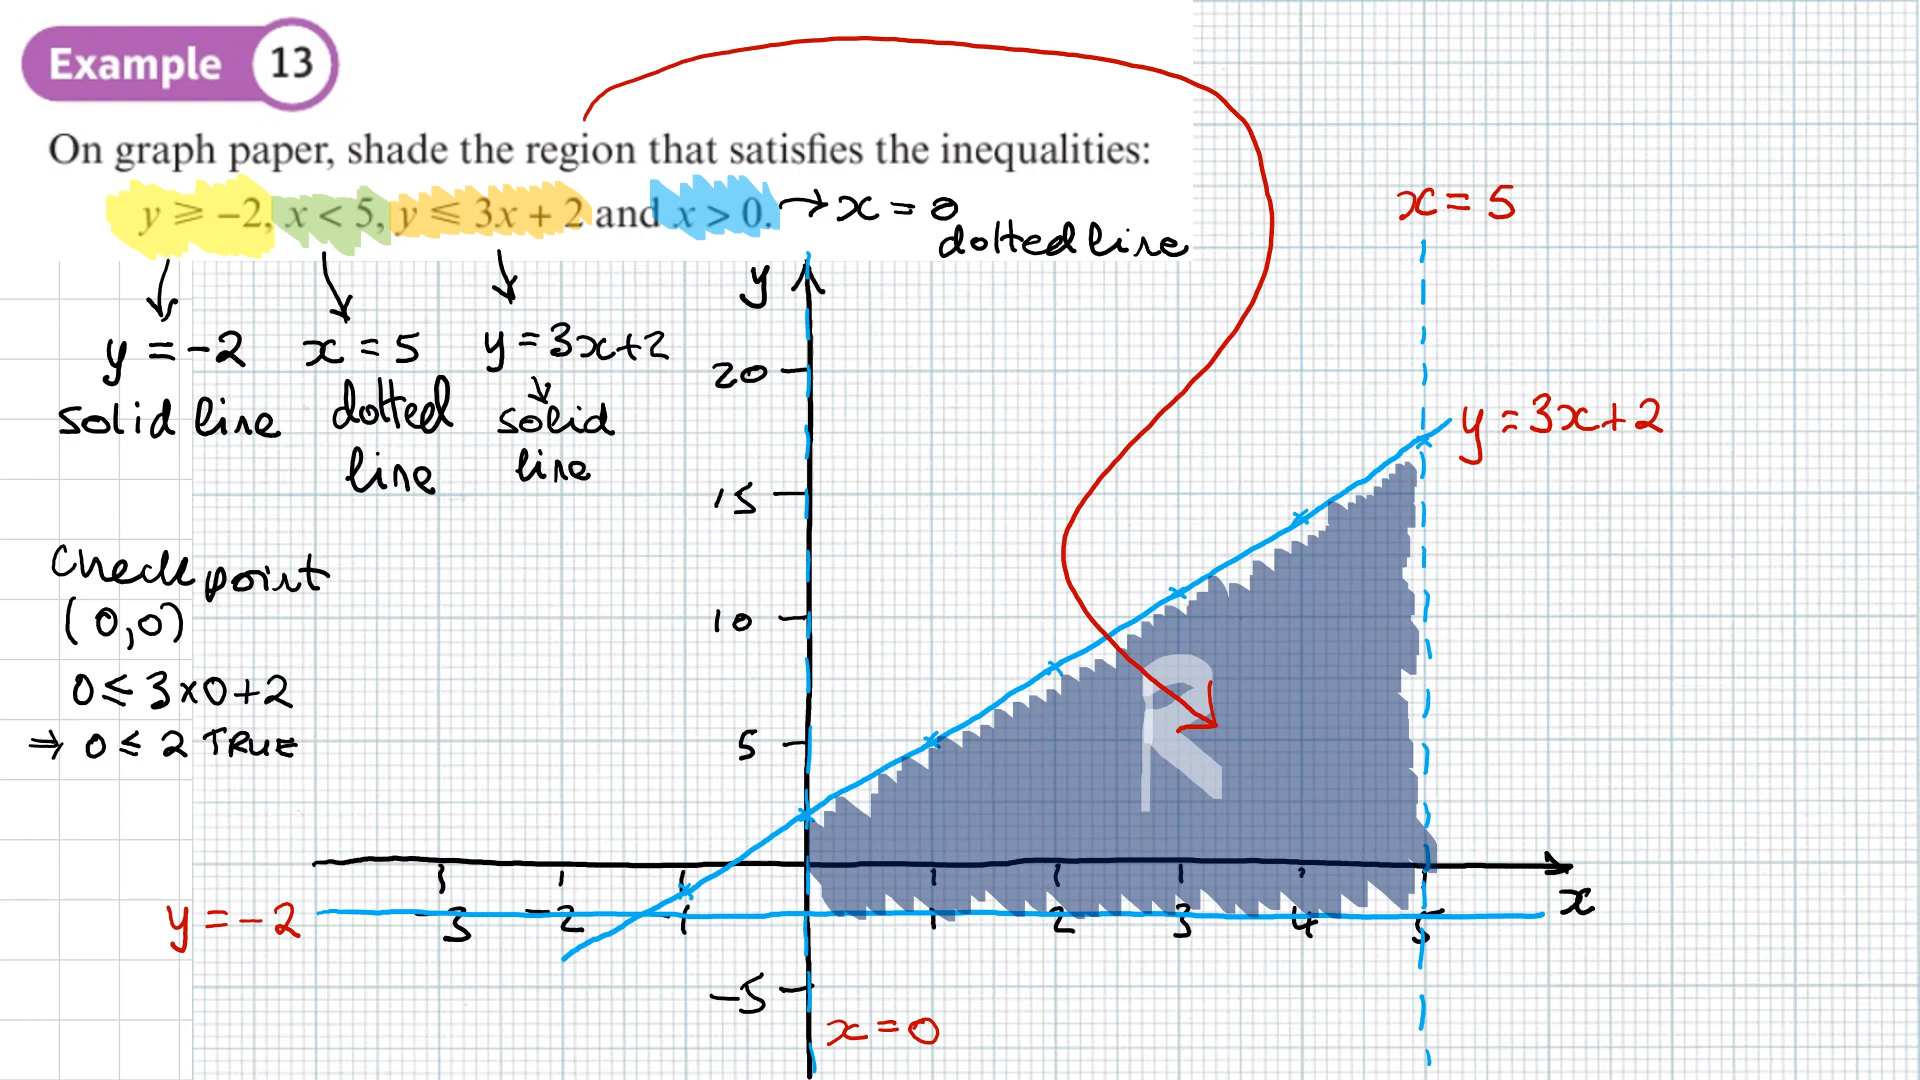 Example 13
On graph paper, shade the region that satisfies the inequalities:
y ⩾ −2, x < 5, y ⩽ 3x + 2 and x > 0. → x = 0
dotted line
y = -2 x = 5 y = 3x+2
solid line dotted line solid line
Check point
(0,0)
0 ⩽ 3×0+2
⇒ 0 ⩽ 2 TRUE
y
20
15
10
5
-5
-3 -2 -1 1 2 3 4 5
x
x = 5
y = 3x+2
R
y = -2
x = 0